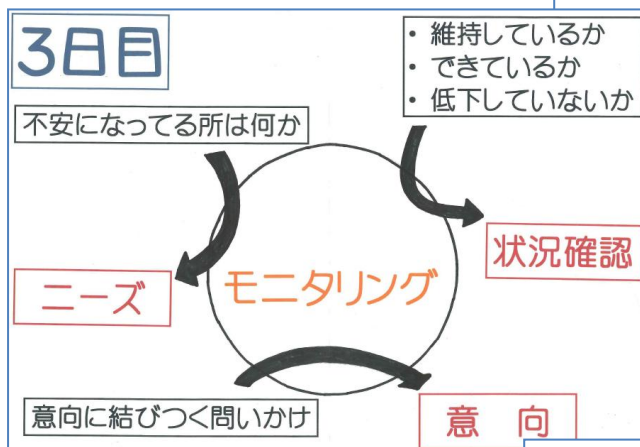 3日目
・ 維持しているか
・ できているか
・ 低下していないか
不安になってる所は何か
状況確認
ニーズ
モニタリング
意向に結びつく問いかけ
意 向